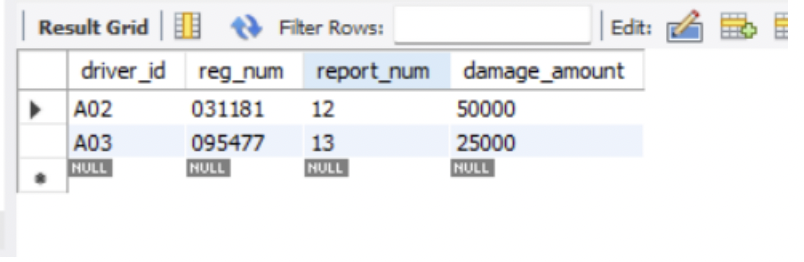 Result Grid Filter Rows: Edit:
driver_id reg_num report_num damage_amount
A02 031181 12 50000
A03 095477 13 25000
NULL NULL NULL NULL